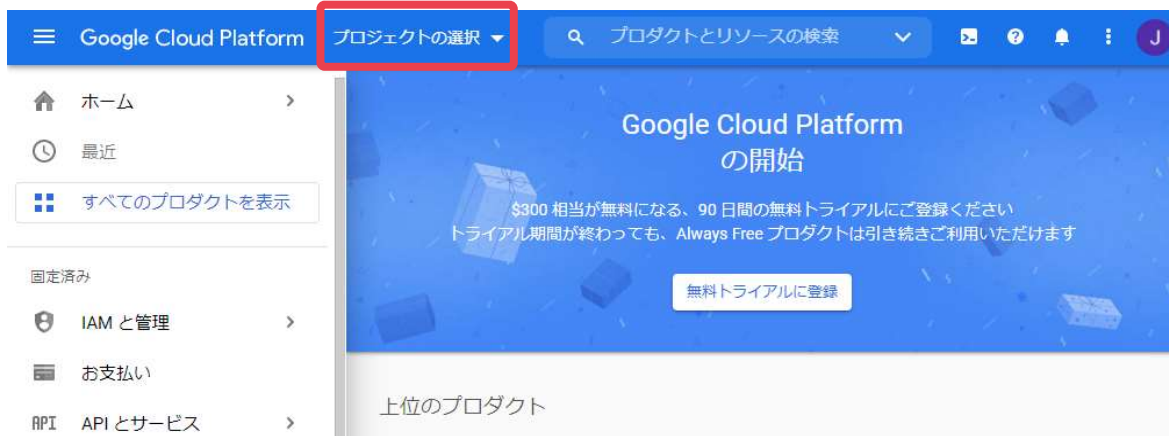 Google Cloud Platform
プロジェクトの選択
プロダクトとリソースの検索
J
ホーム
最近
すべてのプロダクトを表示
固定済み
IAM と管理
お支払い
API
API とサービス
Google Cloud Platform
の開始
$300 相当が無料になる、90 日間の無料トライアルにご登録ください
トライアル期間が終わっても、Always Free プロダクトは引き続きご利用いただけます
無料トライアルに登録
上位のプロダクト